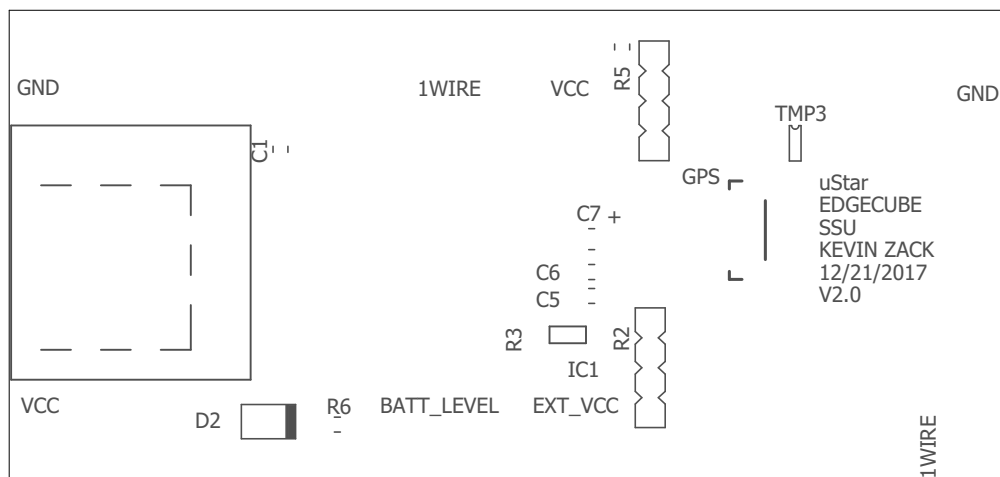 GND
1WIRE
VCC
R5
GND
TMP3
C1
GPS
uStar
EDGECUBE
SSU
KEVIN ZACK
12/21/2017
V2.0
C7 +
C6
C5
R3
R2
IC1
VCC
D2
R6
BATT_LEVEL
EXT_VCC
1WIRE